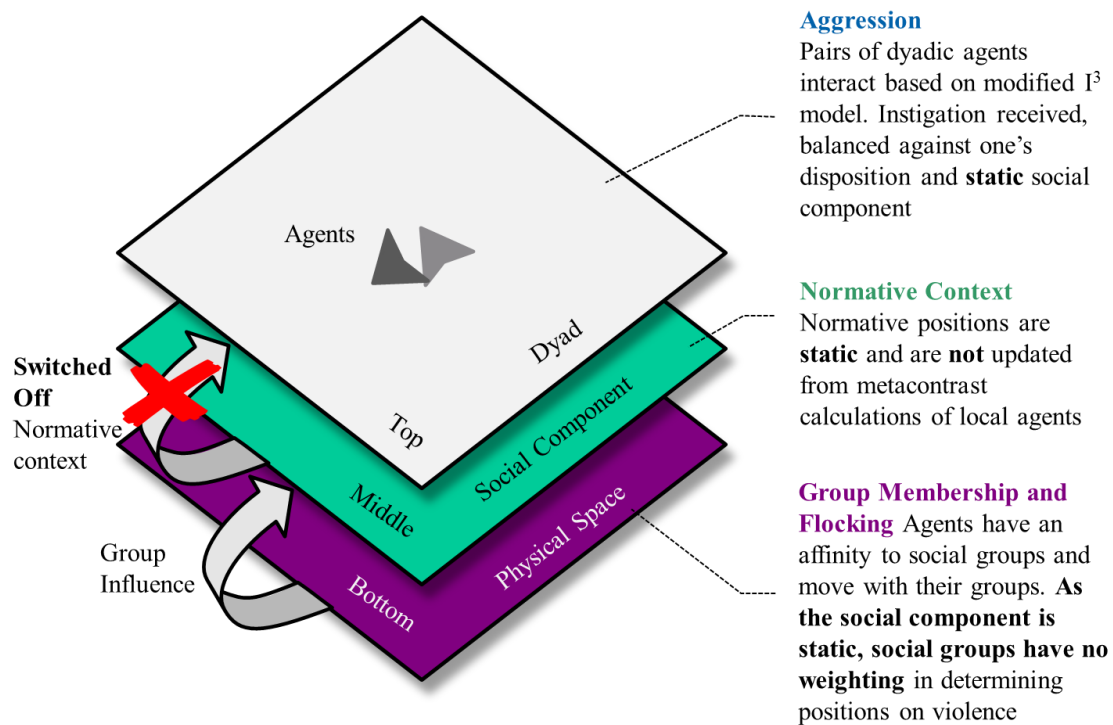 Aggression
Pairs of dyadic agents
interact based on modified I³
model. Instigation received,
balanced against one's
disposition and static social
component
Agents
Dyad
Top
Normative Context
Normative positions are
static and are not updated
from metacontrast
calculations of local agents
Switched
Off
Normative
context
Social Component
Middle
Group Membership and
Flocking Agents have an
affinity to social groups and
move with their groups. As
the social component is
static, social groups have no
weighting in determining
positions on violence
Group
Influence
Physical Space
Bottom